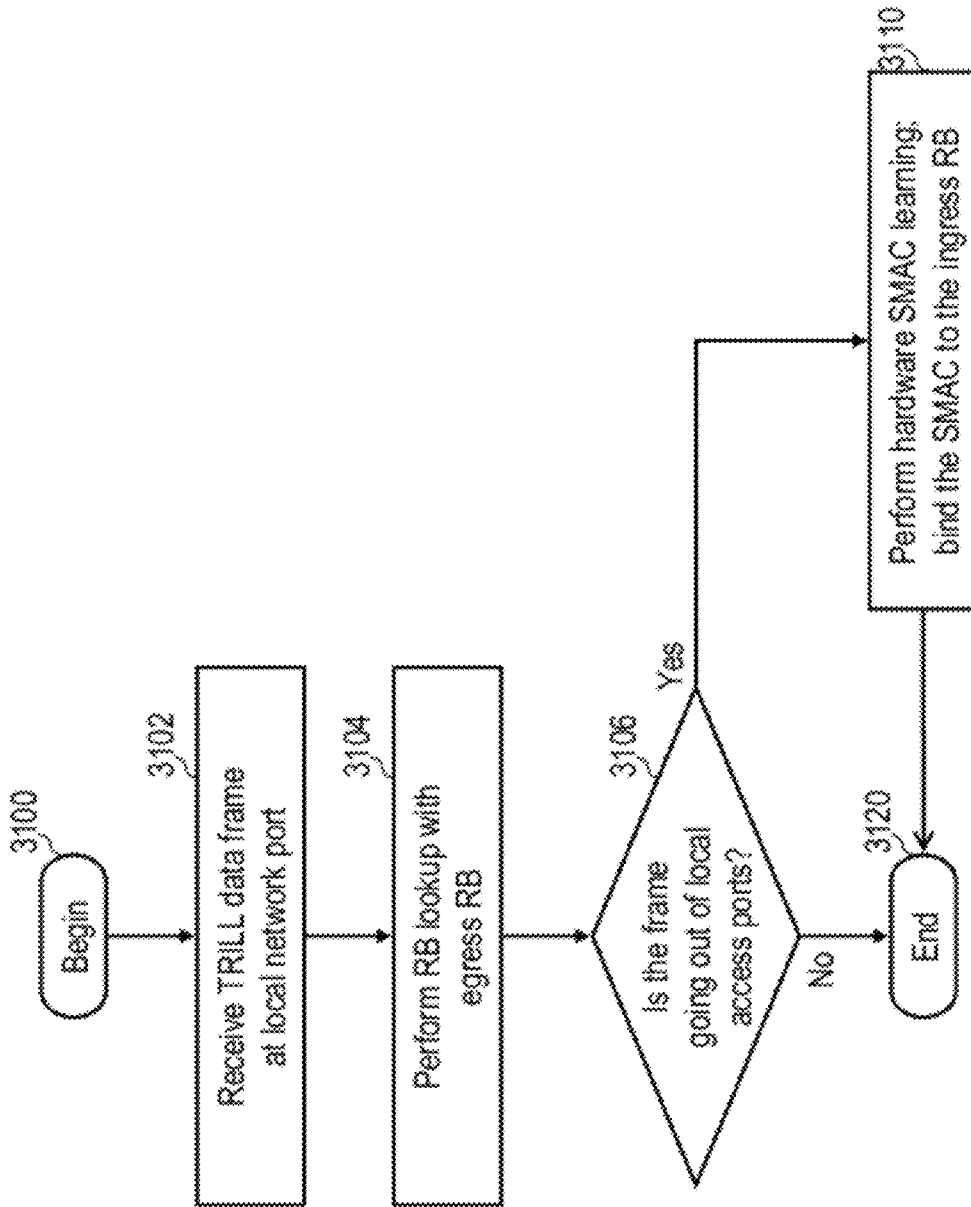 3100
Begin
3102
Receive TRILL data frame
at local network port
3104
Perform RB lookup with
egress RB
3106
Is the frame
going out of local
access ports?
Yes
No
3110
Perform hardware SMAC learning:
bind the SMAC to the ingress RB
3120
End